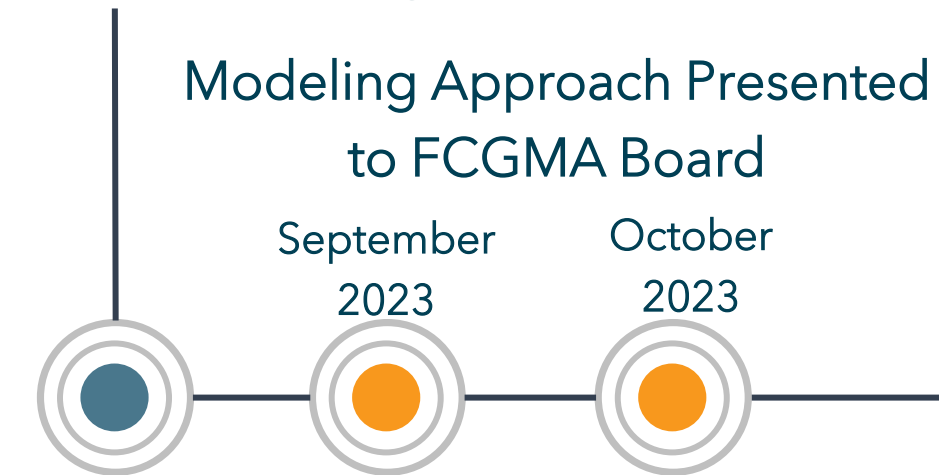 Modeling Approach Presented
to FCGMA Board
September
2023
October
2023